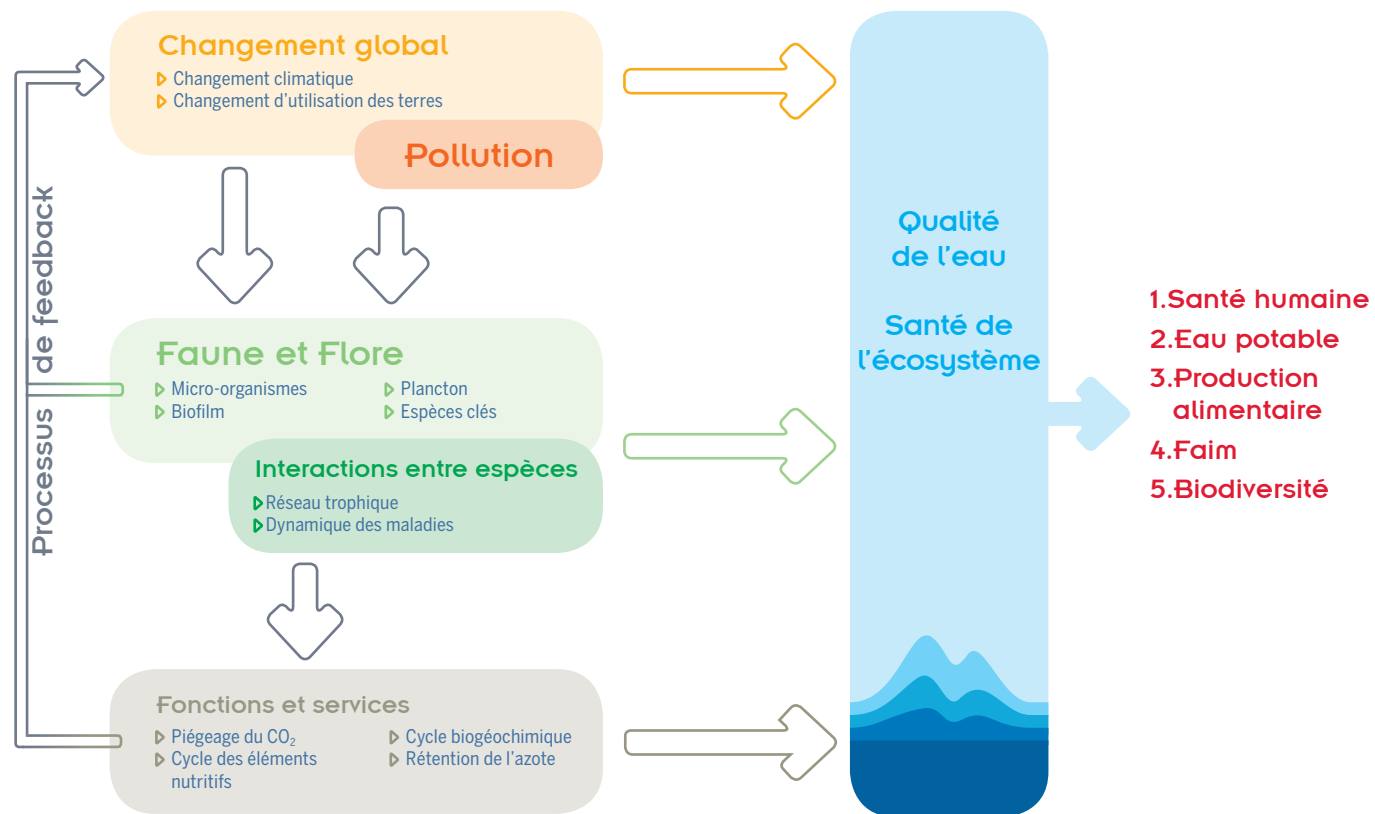 Changement global
Changement climatique
Changement d'utilisation des terres
Pollution
Processus de feedback
Faune et Flore
Micro-organismes
Biofilm
Plancton
Espèces clés
Interactions entre espèces
Réseau trophique
Dynamique des maladies
Fonctions et services
Piégeage du CO₂
Cycle des éléments
nutritifs
Cycle biogéochimique
Rétention de l'azote
Qualité
de l'eau
Santé de
l'écosystème
1.Santé humaine
2.Eau potable
3.Production
alimentaire
4.Faim
5.Biodiversité